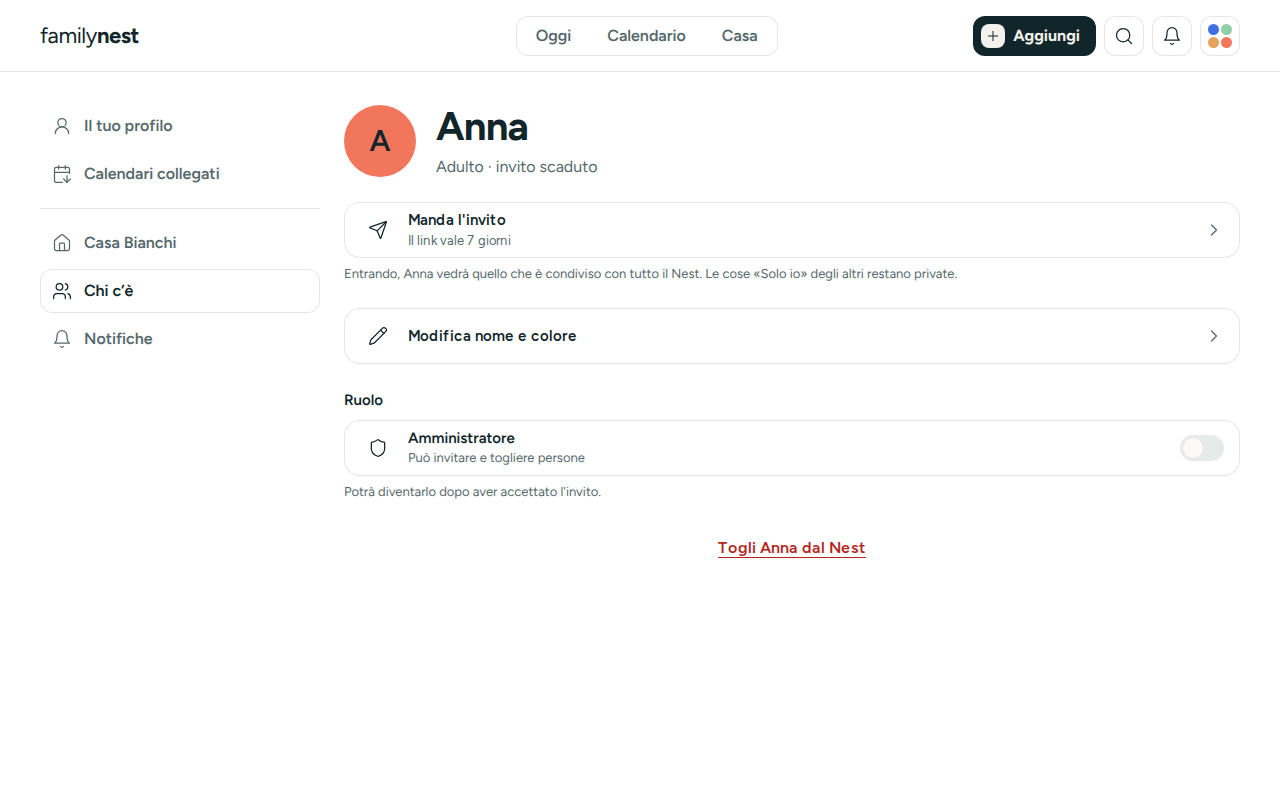 familynest
Oggi
Calendario
Casa
Aggiungi
Il tuo profilo
Calendari collegati
Casa Bianchi
Chi c’è
Notifiche
A
Anna
Adulto · invito scaduto
Manda l'invito
Il link vale 7 giorni
Entrando, Anna vedrà quello che è condiviso con tutto il Nest. Le cose «Solo io» degli altri restano private.
Modifica nome e colore
Ruolo
Amministratore
Può invitare e togliere persone
Potrà diventarlo dopo aver accettato l'invito.
Togli Anna dal Nest